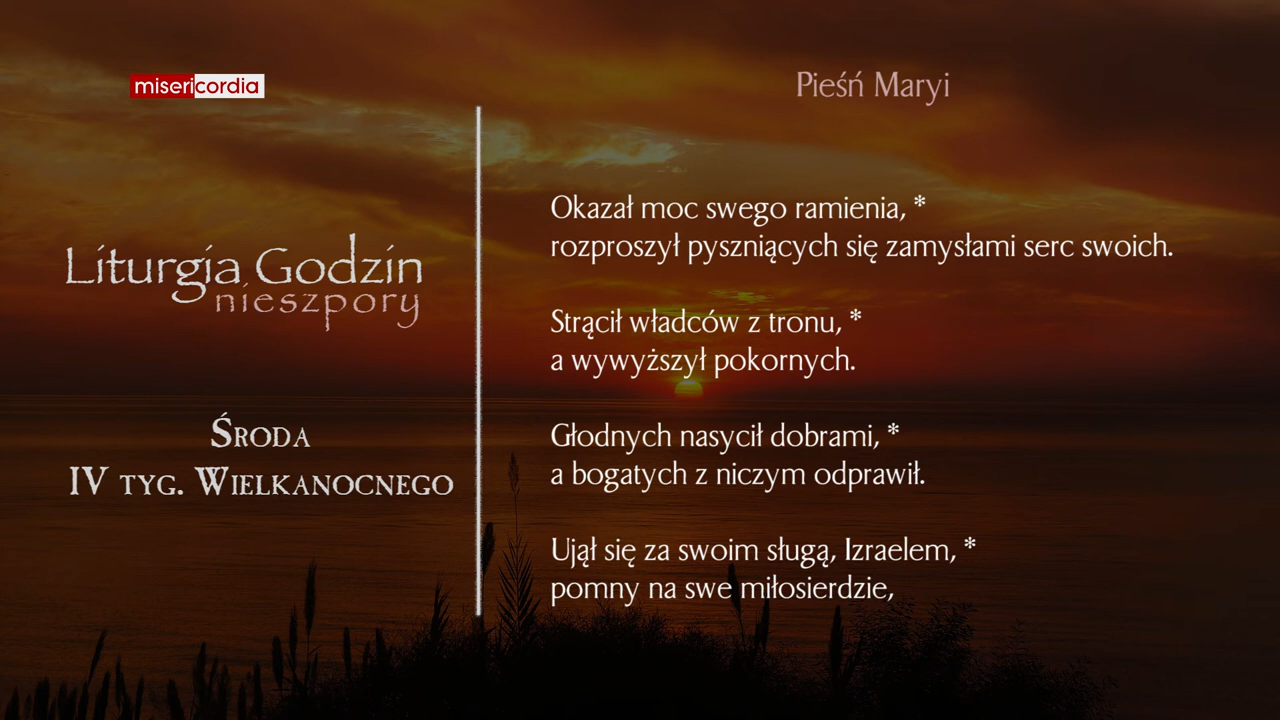 misericordia
Liturgia Godzin
nieszpory
Środa
IV tyg. Wielkanocnego
Pieśń Maryi
Okazał moc swego ramienia, *
rozproszył pyszniących się zamysłami serc swoich.
Strącił władców z tronu, *
a wywyższył pokornych.
Głodnych nasycił dobrami, *
a bogatych z niczym odprawił.
Ujął się za swoim sługą, Izraelem, *
pomny na swe miłosierdzie,